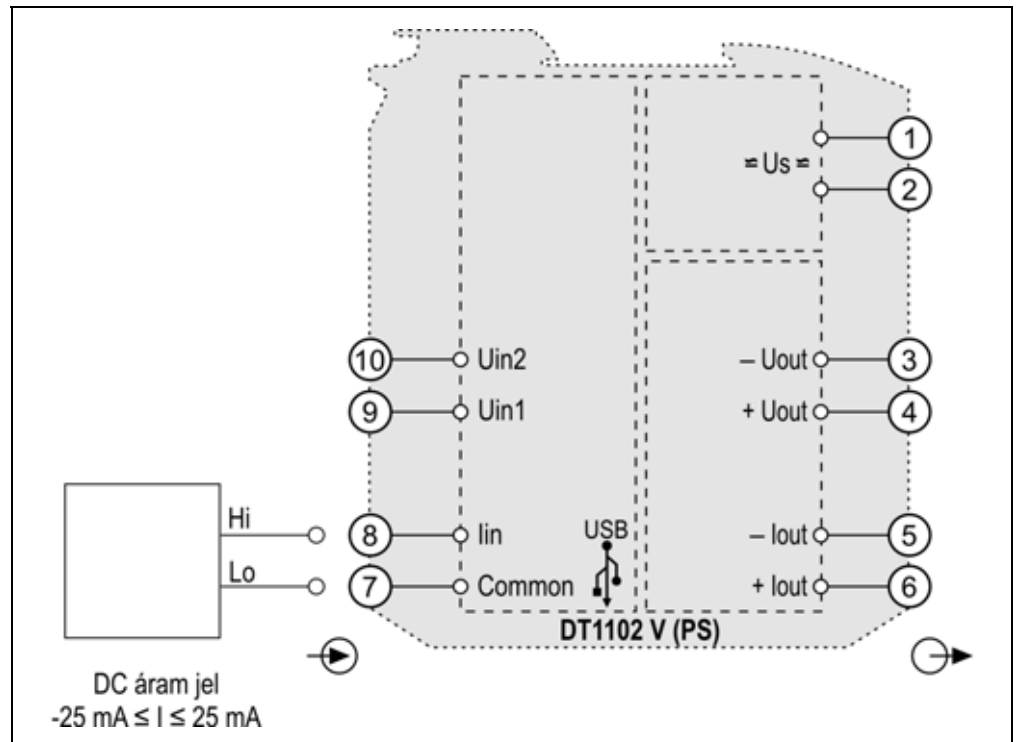 1
≂ Us ≂
2
10
Uin2
– Uout
3
9
Uin1
+ Uout
4
Hi
8
Iin
USB
– Iout
5
Lo
7
Common
+ Iout
6
DT1102 V (PS)
DC áram jel
-25 mA ≤ I ≤ 25 mA